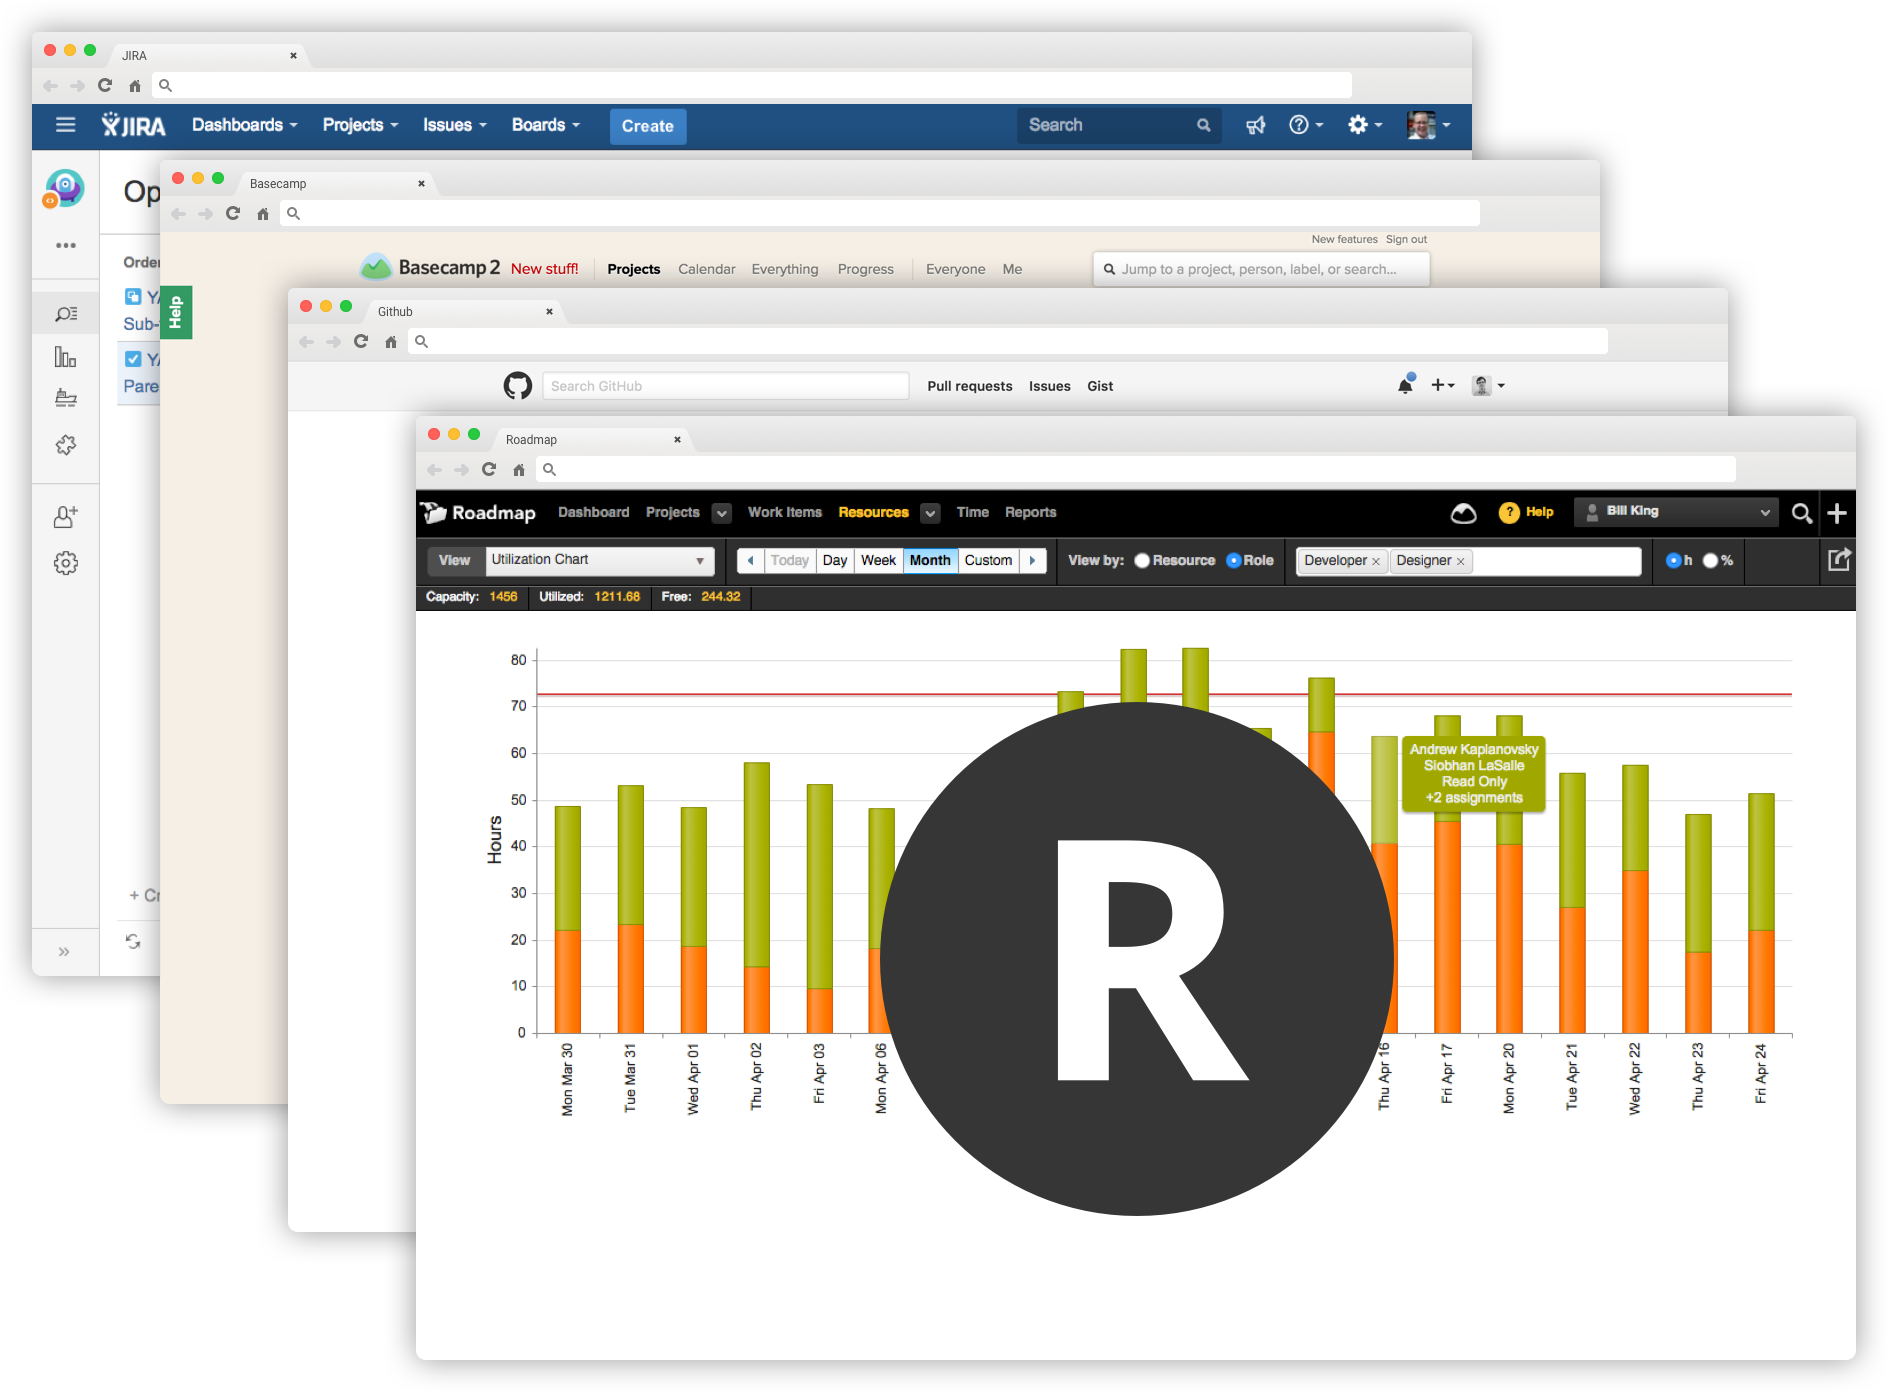 JIRA
JIRA Dashboards Projects Issues Boards Create Search
Op
Order
YA
Sub-
YA
Pare
+ Cr
Basecamp
New features Sign out
Basecamp 2 New stuff! Projects Calendar Everything Progress Everyone Me Jump to a project, person, label, or search...
Help
Github
Search GitHub Pull requests Issues Gist
Roadmap
Roadmap Dashboard Projects Work Items Resources Time Reports ? Help Bill King
View Utilization Chart Today Day Week Month Custom View by: Resource Role Developer × Designer × h %
Capacity: 1456 Utilized: 1211.68 Free: 244.32
80
70
60
50
40
30
20
10
0
Hours
Andrew Kaplanovsky
Siobhan LaSalle
Read Only
+2 assignments
R
Mon Mar 30
Tue Mar 31
Wed Apr 01
Thu Apr 02
Fri Apr 03
Mon Apr 06
Thu Apr 16
Fri Apr 17
Mon Apr 20
Tue Apr 21
Wed Apr 22
Thu Apr 23
Fri Apr 24